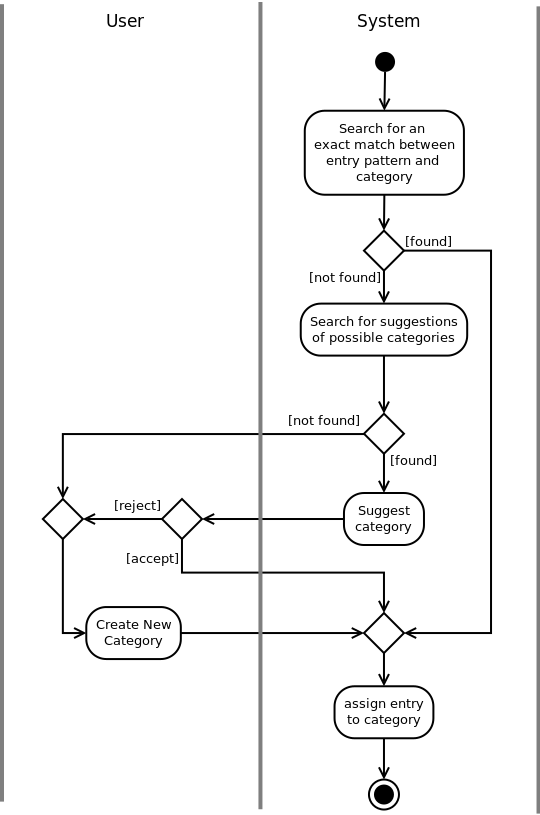 User
System
Search for an
exact match between
entry pattern and
category
[found]
[not found]
Search for suggestions
of possible categories
[not found]
[found]
[reject]
Suggest
category
[accept]
Create New
Category
assign entry
to category